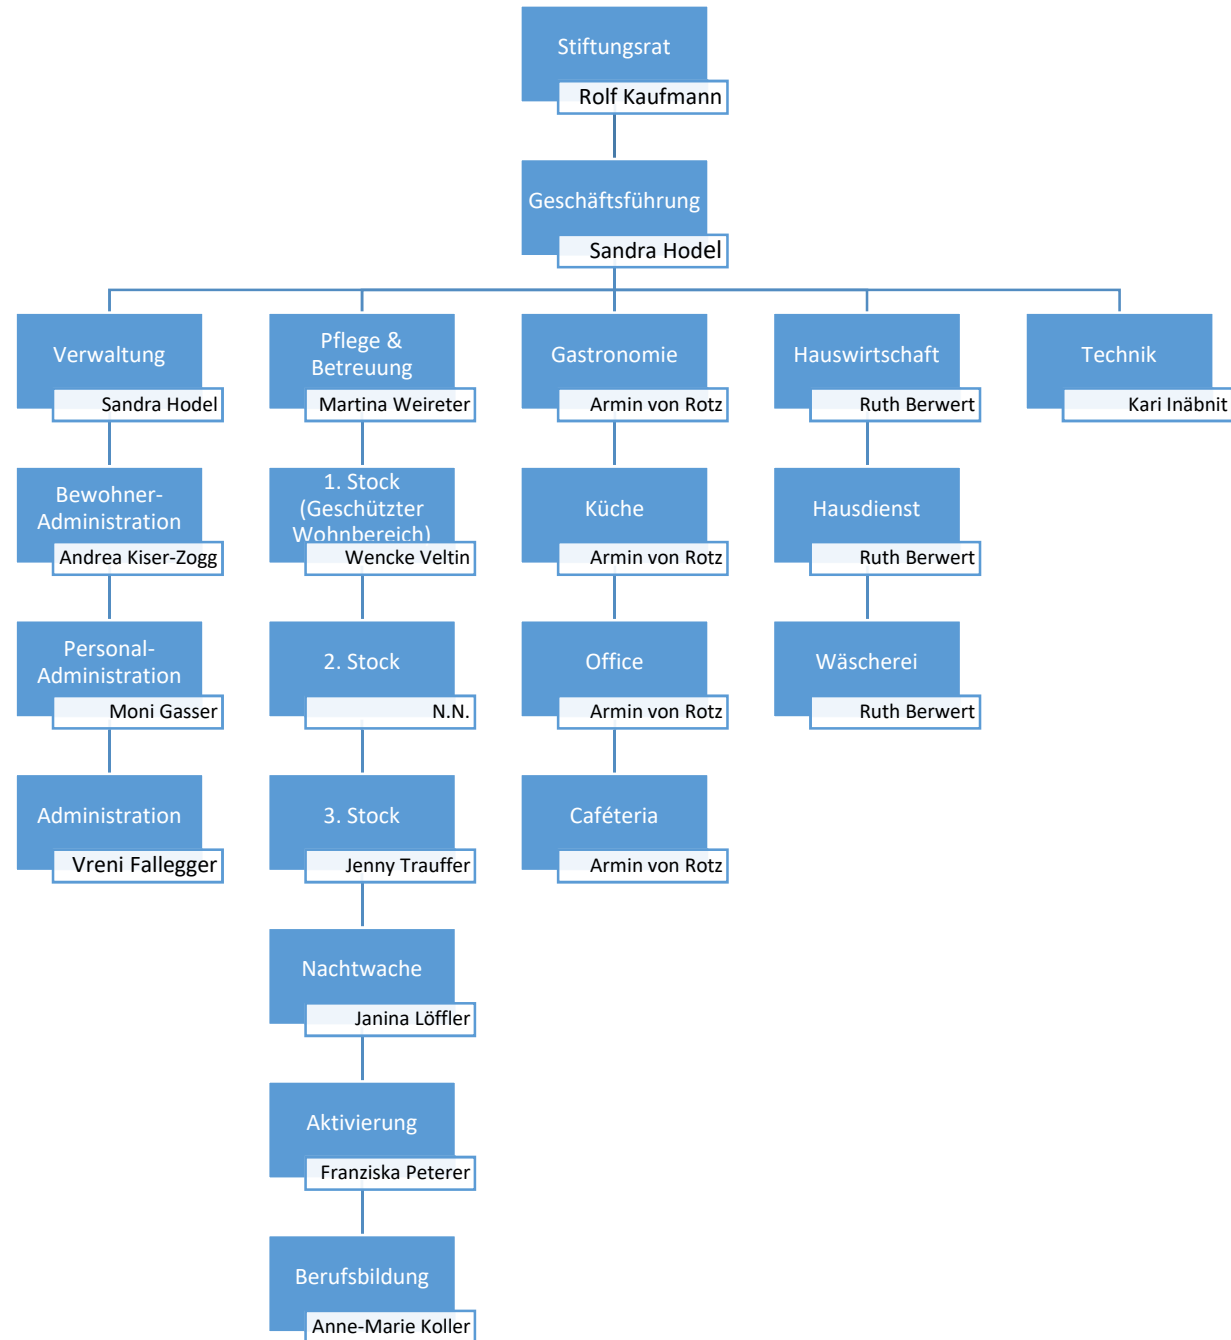 Stiftungsrat
Rolf Kaufmann
Geschäftsführung
Sandra Hodel
Verwaltung
Sandra Hodel
Bewohner-
Administration
Andrea Kiser-Zogg
Personal-
Administration
Moni Gasser
Administration
Vreni Fallegger
Pflege &
Betreuung
Martina Weireter
1. Stock
(Geschützter
Wohnbereich)
Wencke Veltin
2. Stock
N.N.
3. Stock
Jenny Trauffer
Nachtwache
Janina Löffler
Aktivierung
Franziska Peterer
Berufsbildung
Anne-Marie Koller
Gastronomie
Armin von Rotz
Küche
Armin von Rotz
Office
Armin von Rotz
Caféteria
Armin von Rotz
Hauswirtschaft
Ruth Berwert
Hausdienst
Ruth Berwert
Wäscherei
Ruth Berwert
Technik
Kari Inäbnit